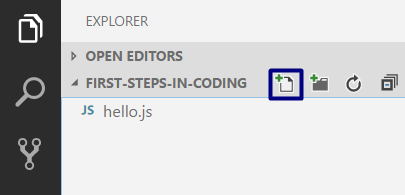 EXPLORER
OPEN EDITORS
FIRST-STEPS-IN-CODING
JS hello.js